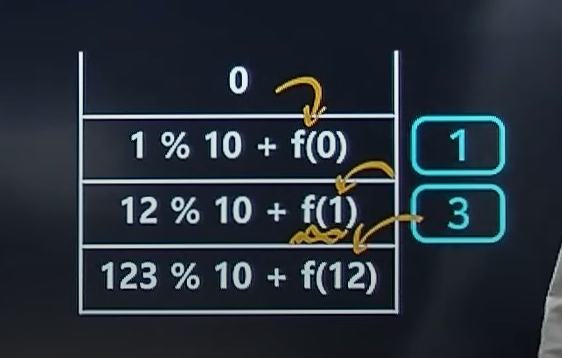 0
1 % 10 + f(0) 1
12 % 10 + f(1) 3
123 % 10 + f(12)